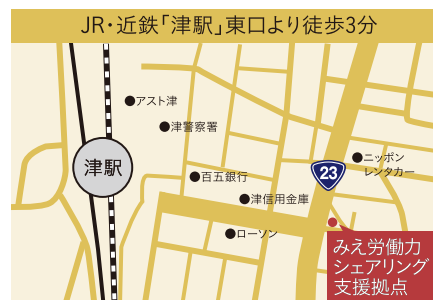 JR・近鉄「津駅」東口より徒歩3分
●アスト津
●津警察署
津駅
●百五銀行
●ニッポン
レンタカー
23
●津信用金庫
●ローソン
みえ労働力
シェアリング
支援拠点